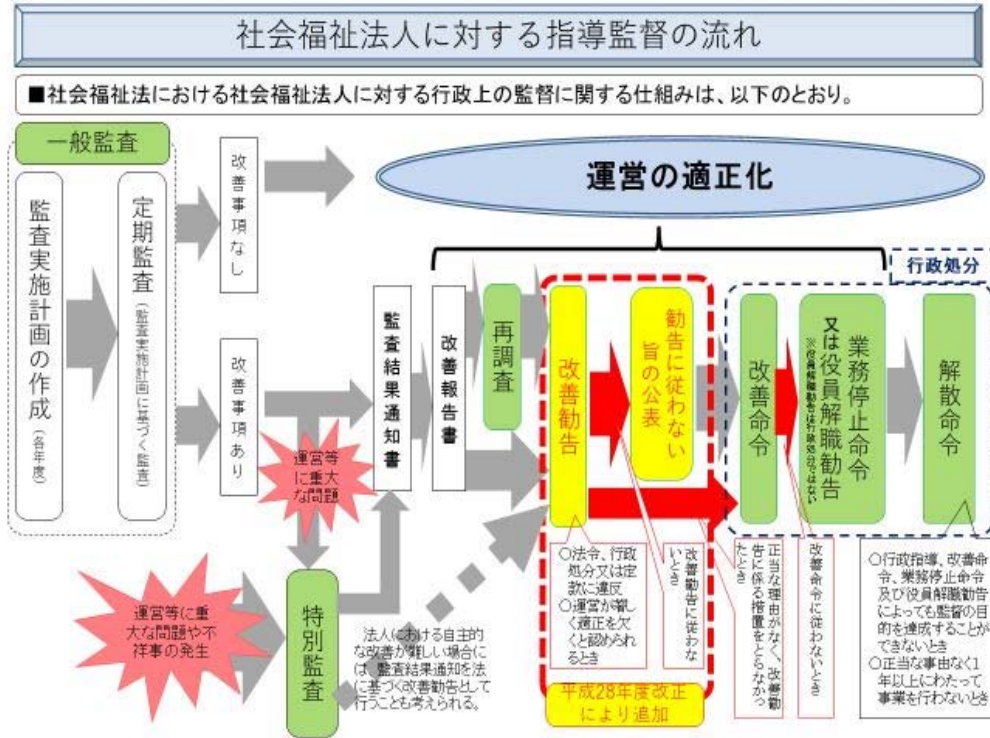 社会福祉法人に対する指導監督の流れ
■社会福祉法における社会福祉法人に対する行政上の監督に関する仕組みは、以下のとおり。
一般監査
監査実施計画の作成（各年度）
定期監査（監査実施計画に基づく監査）
改善事項なし
運営の適正化
改善事項あり
運営等
に重大
な問題
監査結果通知書
改善報告書
再調査
改善勧告
勧告に従わない
旨の公表
行政処分
改善命令
業務停止命令
又は役員解職勧告
※役員解職勧告は行政処分ではない
解散命令
運営等に重
大な問題や不
祥事の発生
特別監査
法人における自主的
な改善が難しい場合に
は、監査結果通知を法
に基づく改善勧告として
行うことも考えられる。
○法令、行政
処分又は定
款に違反
○運営が著し
く適正を欠
くと認めら
れるとき
平成28年度改正
により追加
改善勧告に従わな
いとき
正当な理由がなく、改善勧
告に係る措置をとらなかっ
たとき
改善命令に従わないとき
○行政指導、改善命
令、業務停止命令
及び役員解職勧告
によっても監督の目
的を達成することが
できないとき
○正当な事由なく1
年以上にわたって
事業を行わないとき